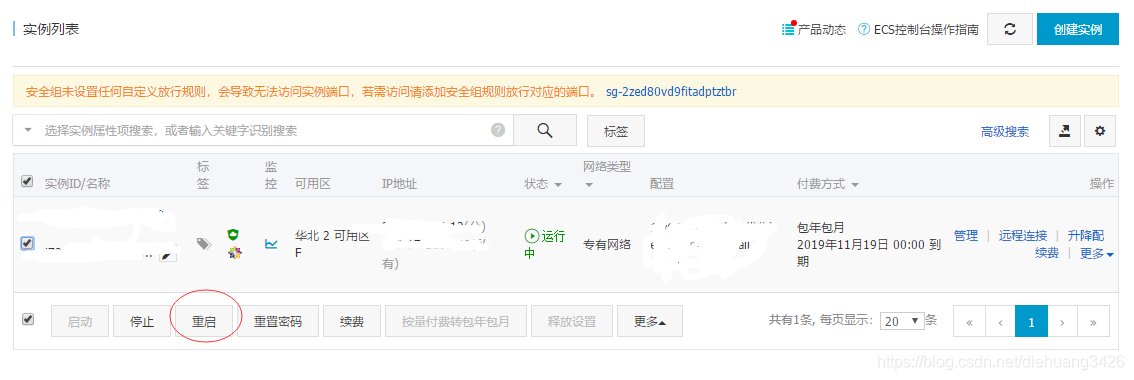 实例列表
产品动态 ECS控制台操作指南 创建实例
安全组未设置任何自定义放行规则，会导致无法访问实例端口，若需访问请添加安全组规则放行对应的端口。 sg-2zed80vd9fitadptztbr
选择实例属性项搜索，或者输入关键字识别搜索 标签 高级搜索
实例ID/名称 标签 监控 可用区 IP地址 状态 网络类型 配置 付费方式 操作
华北 2 可用区 F
有）
运行中
专有网络
包年包月
2019年11月19日 00:00 到期
管理 | 远程连接 | 升降配
续费 | 更多
启动 停止 重启 重置密码 续费 按量付费转包年包月 释放设置 更多 共有1条, 每页显示: 20 条 « ‹ 1 › »
https://blog.csdn.net/diehuang3426